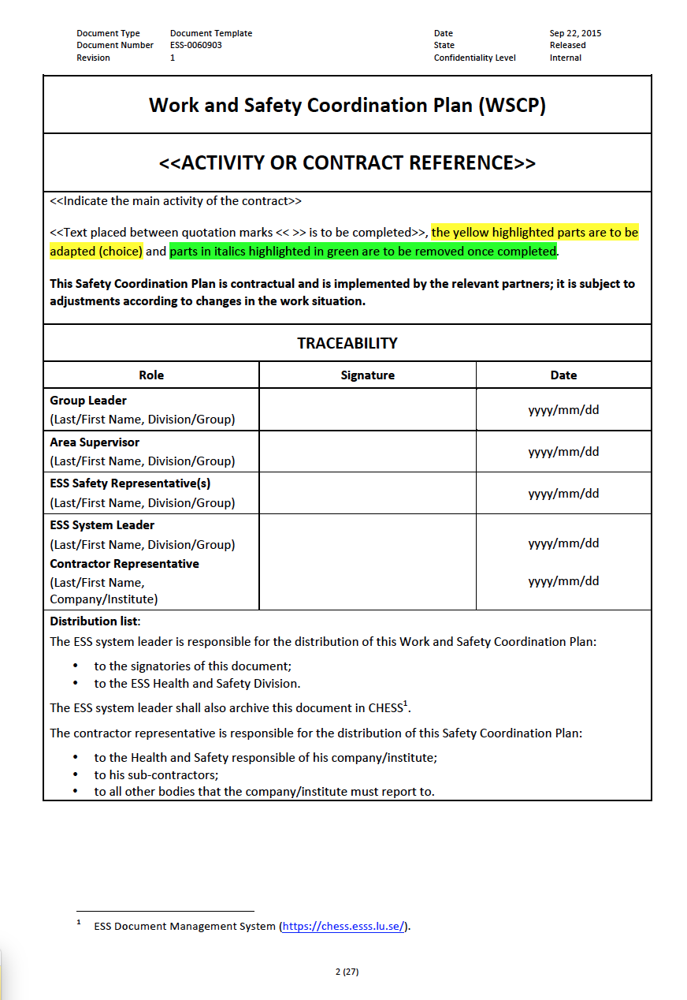 Document Type Document Template Date Sep 22, 2015
Document Number ESS-0060903 State Released
Revision 1 Confidentiality Level Internal
Work and Safety Coordination Plan (WSCP)
<<ACTIVITY OR CONTRACT REFERENCE>>
<<Indicate the main activity of the contract>>
<<Text placed between quotation marks << >> is to be completed>>, the yellow highlighted parts are to be
adapted (choice) and parts in italics highlighted in green are to be removed once completed.
This Safety Coordination Plan is contractual and is implemented by the relevant partners; it is subject to
adjustments according to changes in the work situation.
TRACEABILITY
Role Signature Date
Group Leader
(Last/First Name, Division/Group) yyyy/mm/dd
Area Supervisor
(Last/First Name, Division/Group) yyyy/mm/dd
ESS Safety Representative(s)
(Last/First Name, Division/Group) yyyy/mm/dd
ESS System Leader
(Last/First Name, Division/Group) yyyy/mm/dd
Contractor Representative
(Last/First Name, yyyy/mm/dd
Company/Institute)
Distribution list:
The ESS system leader is responsible for the distribution of this Work and Safety Coordination Plan:
• to the signatories of this document;
• to the ESS Health and Safety Division.
The ESS system leader shall also archive this document in CHESS¹.
The contractor representative is responsible for the distribution of this Safety Coordination Plan:
• to the Health and Safety responsible of his company/institute;
• to his sub-contractors;
• to all other bodies that the company/institute must report to.
¹ ESS Document Management System (https://chess.esss.lu.se/).
2 (27)